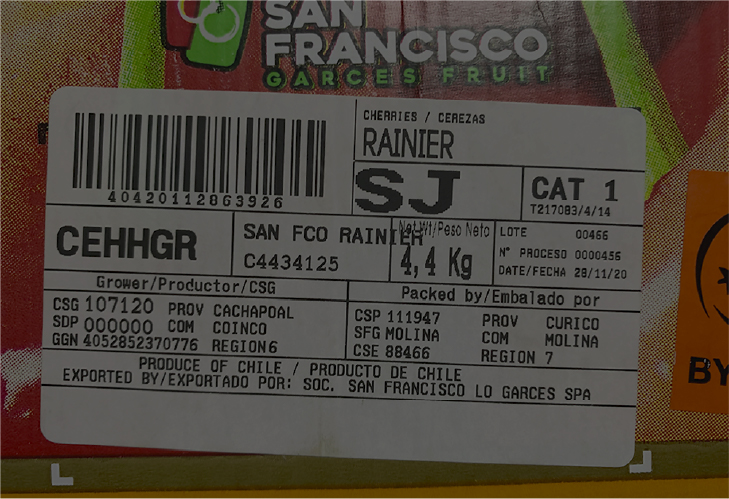 SAN
FRANCISCO
GARCES FRUIT
CHERRIES / CEREZAS
RAINIER
40420112863926
SJ
CAT 1
T217083/4/14
CEHHGR
SAN FCO RAINIER
C4434125
Net Wt/Peso Neto
4,4 Kg
LOTE 00466
N° PROCESO 0000456
DATE/FECHA 28/11/20
Grower/Productor/CSG
Packed by/Embalado por
CSG 107120 PROV CACHAPOAL
SDP 000000 COM COINCO
GGN 4052852370776 REGION6
CSP 111947 PROV CURICO
SFG MOLINA COM MOLINA
CSE 88466 REGION 7
PRODUCE OF CHILE / PRODUCTO DE CHILE
EXPORTED BY/EXPORTADO POR: SOC. SAN FRANCISCO LO GARCES SPA
BY